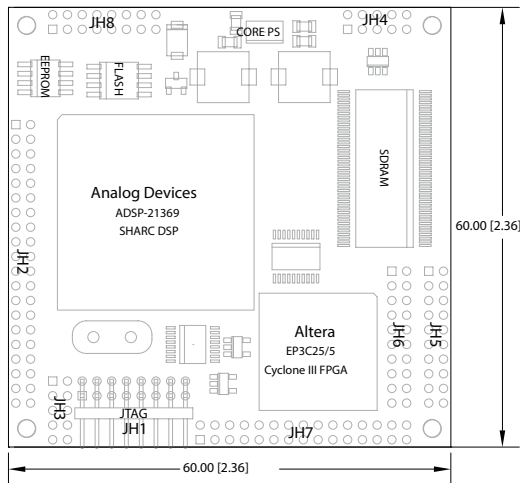 JH8
CORE PS
JH4
EEPROM
FLASH
SDRAM
Analog Devices
ADSP-21369
SHARC DSP
60.00 [2.36]
JH2
Altera
EP3C25/5
Cyclone III FPGA
JH6
JH5
JH3
JTAG
JH1
JH7
60.00 [2.36]